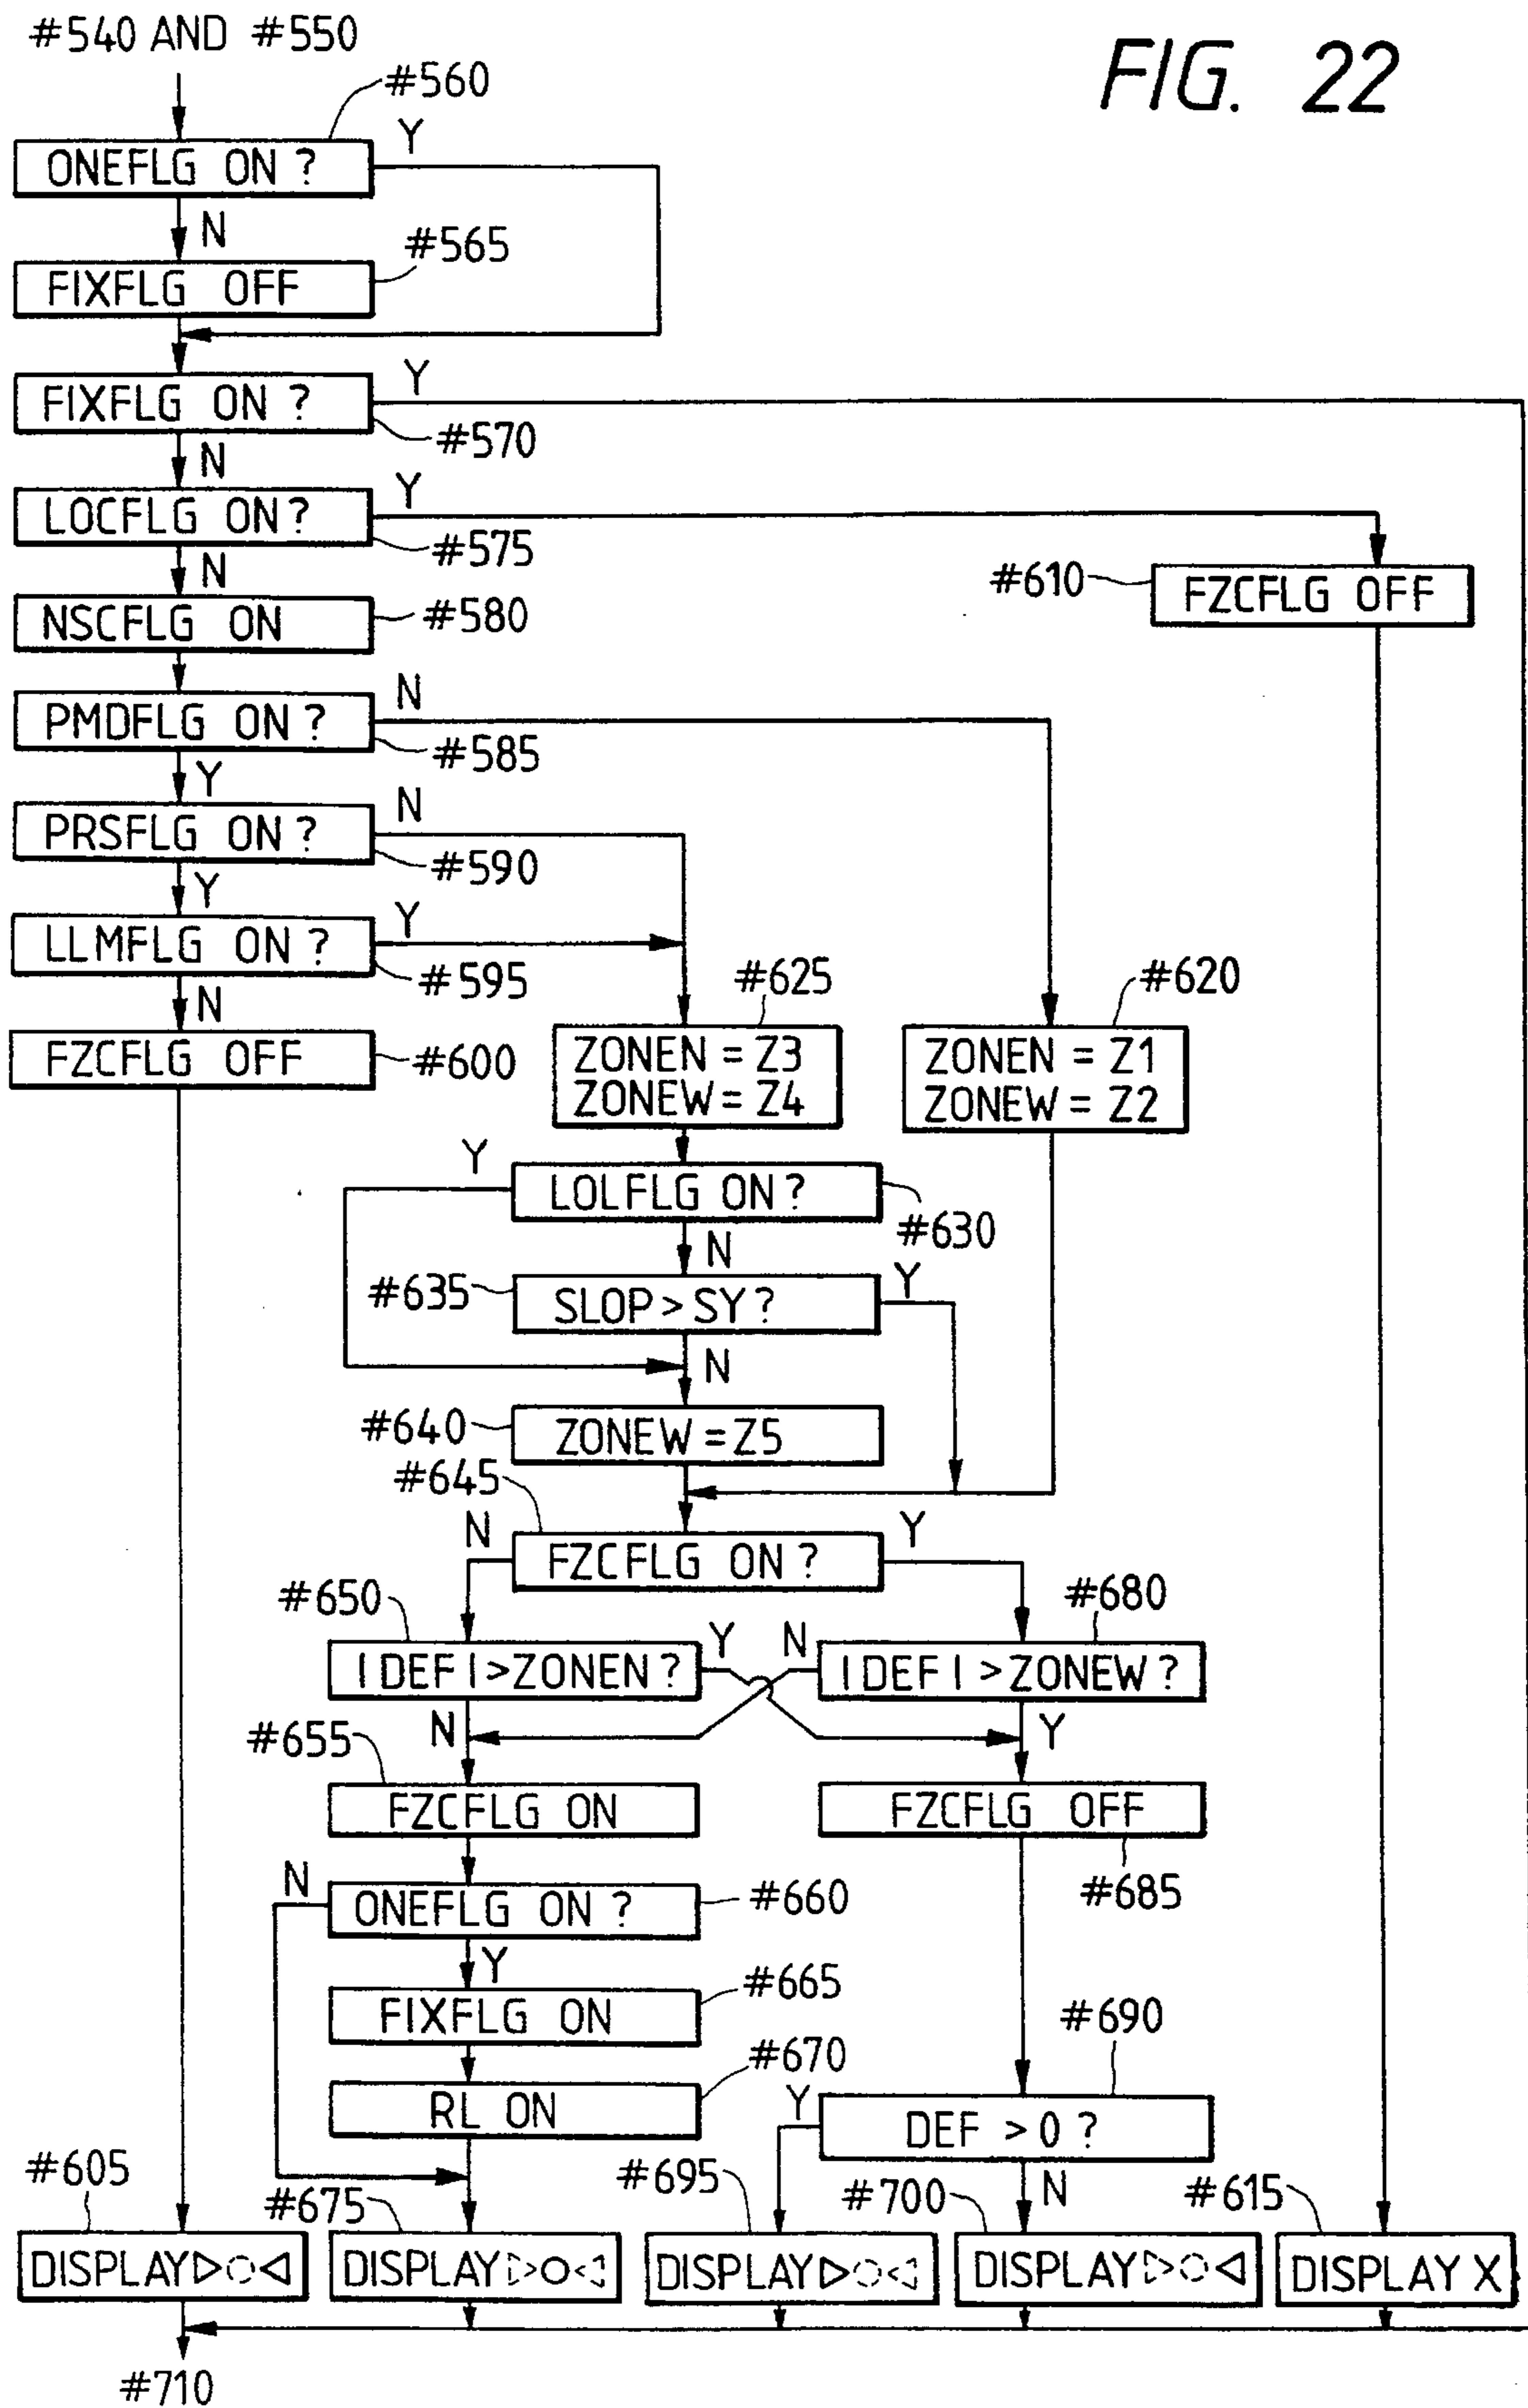 #540 AND #550
FIG. 22
#560
ONEFLG ON ?
Y
N
#565
FIXFLG OFF
FIXFLG ON ?
Y
#570
N
LOCFLG ON ?
Y
#575
N
#610
FZCFLG OFF
NSCFLG ON
#580
PMDFLG ON ?
N
#585
Y
PRSFLG ON ?
N
#590
Y
LLMFLG ON ?
Y
#595
N
FZCFLG OFF
#600
#625
ZONEN = Z3
ZONEW = Z4
#620
ZONEN = Z1
ZONEW = Z2
Y
LOLFLG ON ?
#630
N
#635
SLOP > SY ?
Y
N
#640
ZONEW = Z5
#645
N
FZCFLG ON ?
Y
#650
|DEF| > ZONEN ?
Y
N
#680
|DEF| > ZONEW ?
N
Y
#655
FZCFLG ON
FZCFLG OFF
#685
N
ONEFLG ON ?
#660
Y
FIXFLG ON
#665
#670
RL ON
#690
Y
DEF > 0 ?
N
#605
DISPLAY ▷◌◁
#675
DISPLAY ▷○◁
#695
DISPLAY ▷◌◁
#700
DISPLAY ▷◌◁
#615
DISPLAY X
#710